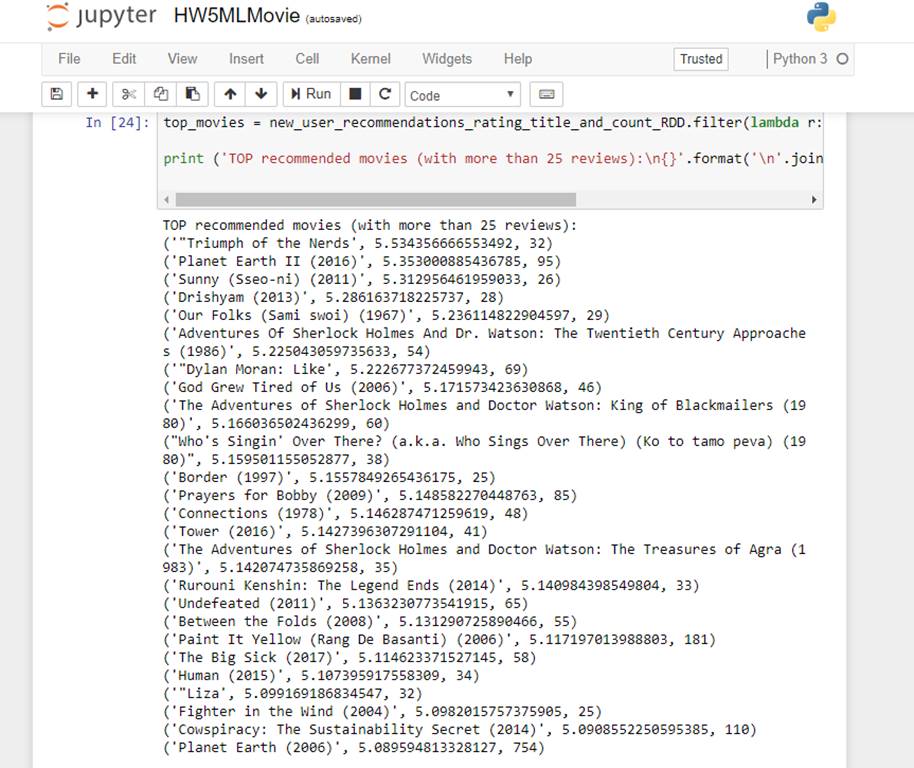 jupyter HW5MLMovie (autosaved)
File Edit View Insert Cell Kernel Widgets Help Trusted Python 3
Run Code
In [24]: top_movies = new_user_recommendations_rating_title_and_count_RDD.filter(lambda r:
print ('TOP recommended movies (with more than 25 reviews):\n{}'.format('\n'.join
TOP recommended movies (with more than 25 reviews):
('"Triumph of the Nerds', 5.534356666553492, 32)
('Planet Earth II (2016)', 5.353000885436785, 95)
('Sunny (Sseo-ni) (2011)', 5.312956461959033, 26)
('Drishyam (2013)', 5.286163718225737, 28)
('Our Folks (Sami swoi) (1967)', 5.236114822904597, 29)
('Adventures Of Sherlock Holmes And Dr. Watson: The Twentieth Century Approache
s (1986)', 5.225043059735633, 54)
('"Dylan Moran: Like', 5.222677372459943, 69)
('God Grew Tired of Us (2006)', 5.171573423630868, 46)
('The Adventures of Sherlock Holmes and Doctor Watson: King of Blackmailers (19
80)', 5.166036502436299, 60)
("Who's Singin' Over There? (a.k.a. Who Sings Over There) (Ko to tamo peva) (19
80)", 5.159501155052877, 38)
('Border (1997)', 5.1557849265436175, 25)
('Prayers for Bobby (2009)', 5.148582270448763, 85)
('Connections (1978)', 5.146287471259619, 48)
('Tower (2016)', 5.1427396307291104, 41)
('The Adventures of Sherlock Holmes and Doctor Watson: The Treasures of Agra (1
983)', 5.142074735869258, 35)
('Rurouni Kenshin: The Legend Ends (2014)', 5.140984398549804, 33)
('Undefeated (2011)', 5.1363230773541915, 65)
('Between the Folds (2008)', 5.131290725890466, 55)
('Paint It Yellow (Rang De Basanti) (2006)', 5.117197013988803, 181)
('The Big Sick (2017)', 5.114623371527145, 58)
('Human (2015)', 5.107395917558309, 34)
('"Liza', 5.099169186834547, 32)
('Fighter in the Wind (2004)', 5.0982015757375905, 25)
('Cowspiracy: The Sustainability Secret (2014)', 5.0908552250595385, 110)
('Planet Earth (2006)', 5.089594813328127, 754)